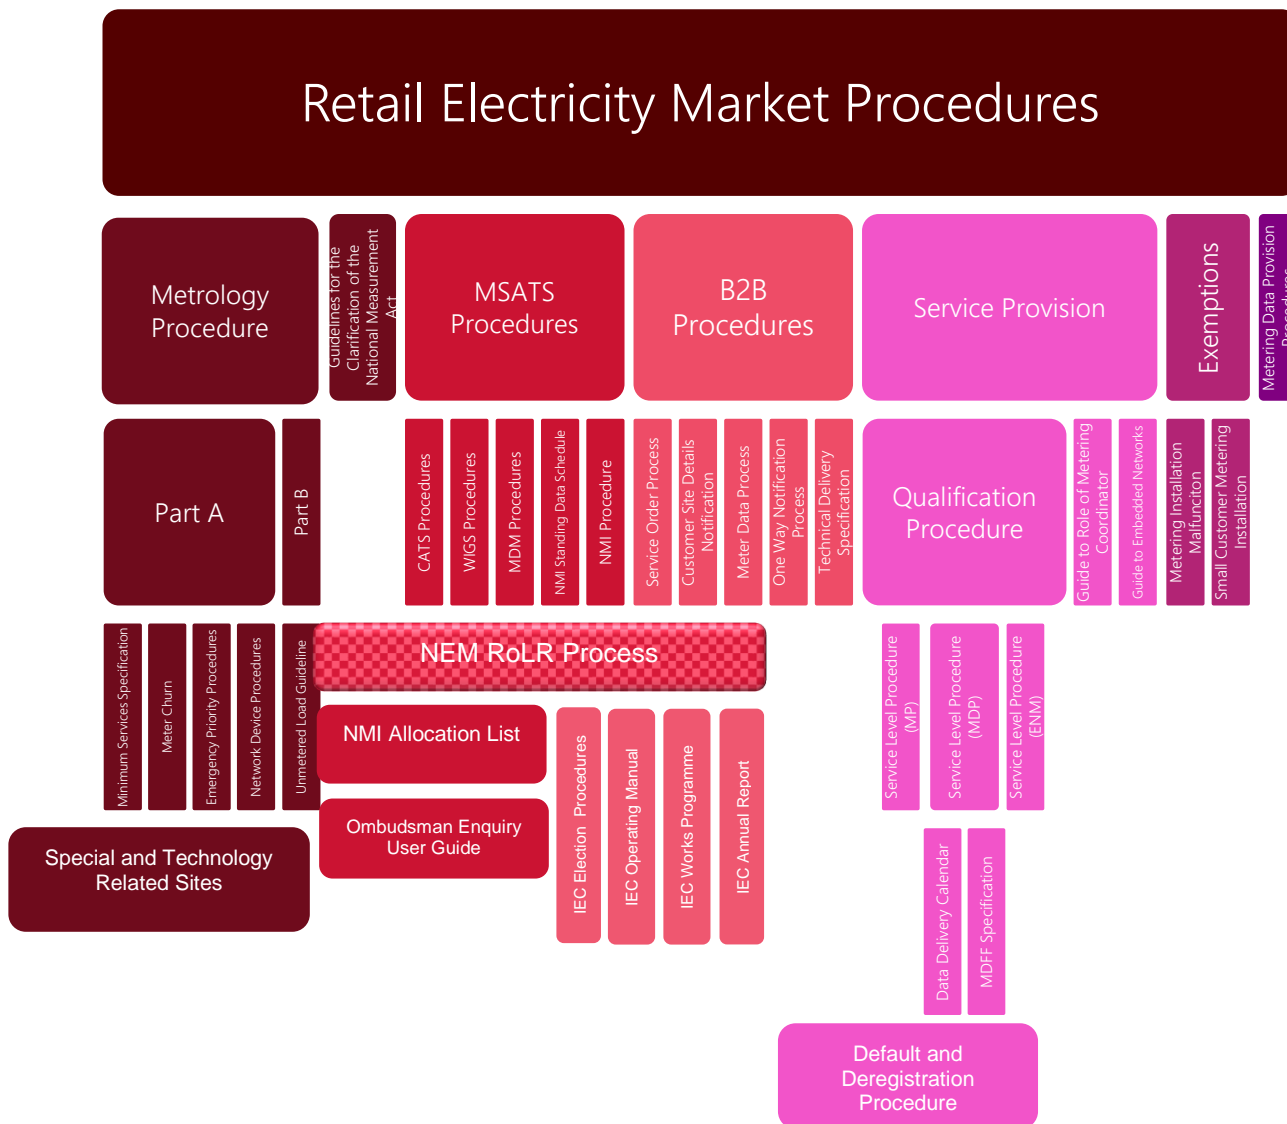 Retail Electricity Market Procedures
Metrology
Procedure
Guidelines for the
Clarification of the
National Measurement
Act
MSATS
Procedures
B2B
Procedures
Service Provision
Exemptions
Metering Data Provision
Procedures
Part A
Part B
CATS Procedures
WIGS Procedures
MDM Procedures
NMI Standing Data Schedule
NMI Procedure
Service Order Process
Customer Site Details
Notification
Meter Data Process
One Way Notification
Process
Technical Delivery
Specification
Qualification
Procedure
Guide to Role of Metering
Coordinator
Guide to Embedded Networks
Metering Installation
Malfunciton
Small Customer Metering
Installation
Minimum Services Specification
Meter Churn
Emergency Priority Procedures
Network Device Procedures
Unmetered Load Guideline
NEM RoLR Process
NMI Allocation List
Ombudsman Enquiry
User Guide
IEC Election Procedures
IEC Operating Manual
IEC Works Programme
IEC Annual Report
Service Level Procedure
(MP)
Service Level Procedure
(MDP)
Service Level Procedure
(ENM)
Special and Technology
Related Sites
Data Delivery Calendar
MDFF Specification
Default and
Deregistration
Procedure